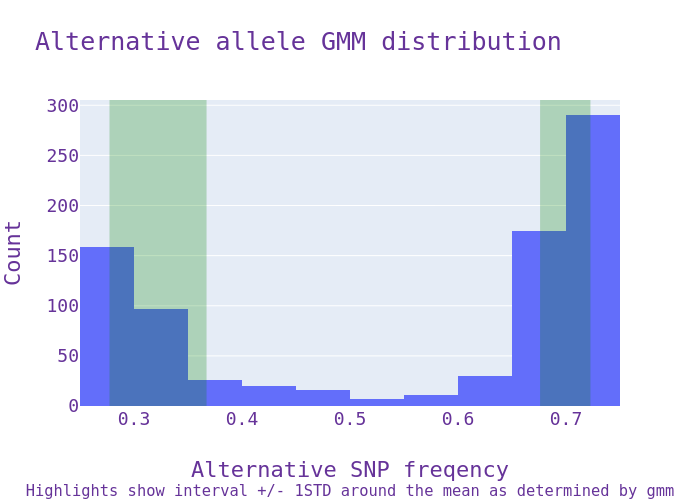 Alternative allele GMM distribution
300
250
200
150
100
50
0
Count
0.3 0.4 0.5 0.6 0.7
Alternative SNP freqency
Highlights show interval +/- 1STD around the mean as determined by gmm